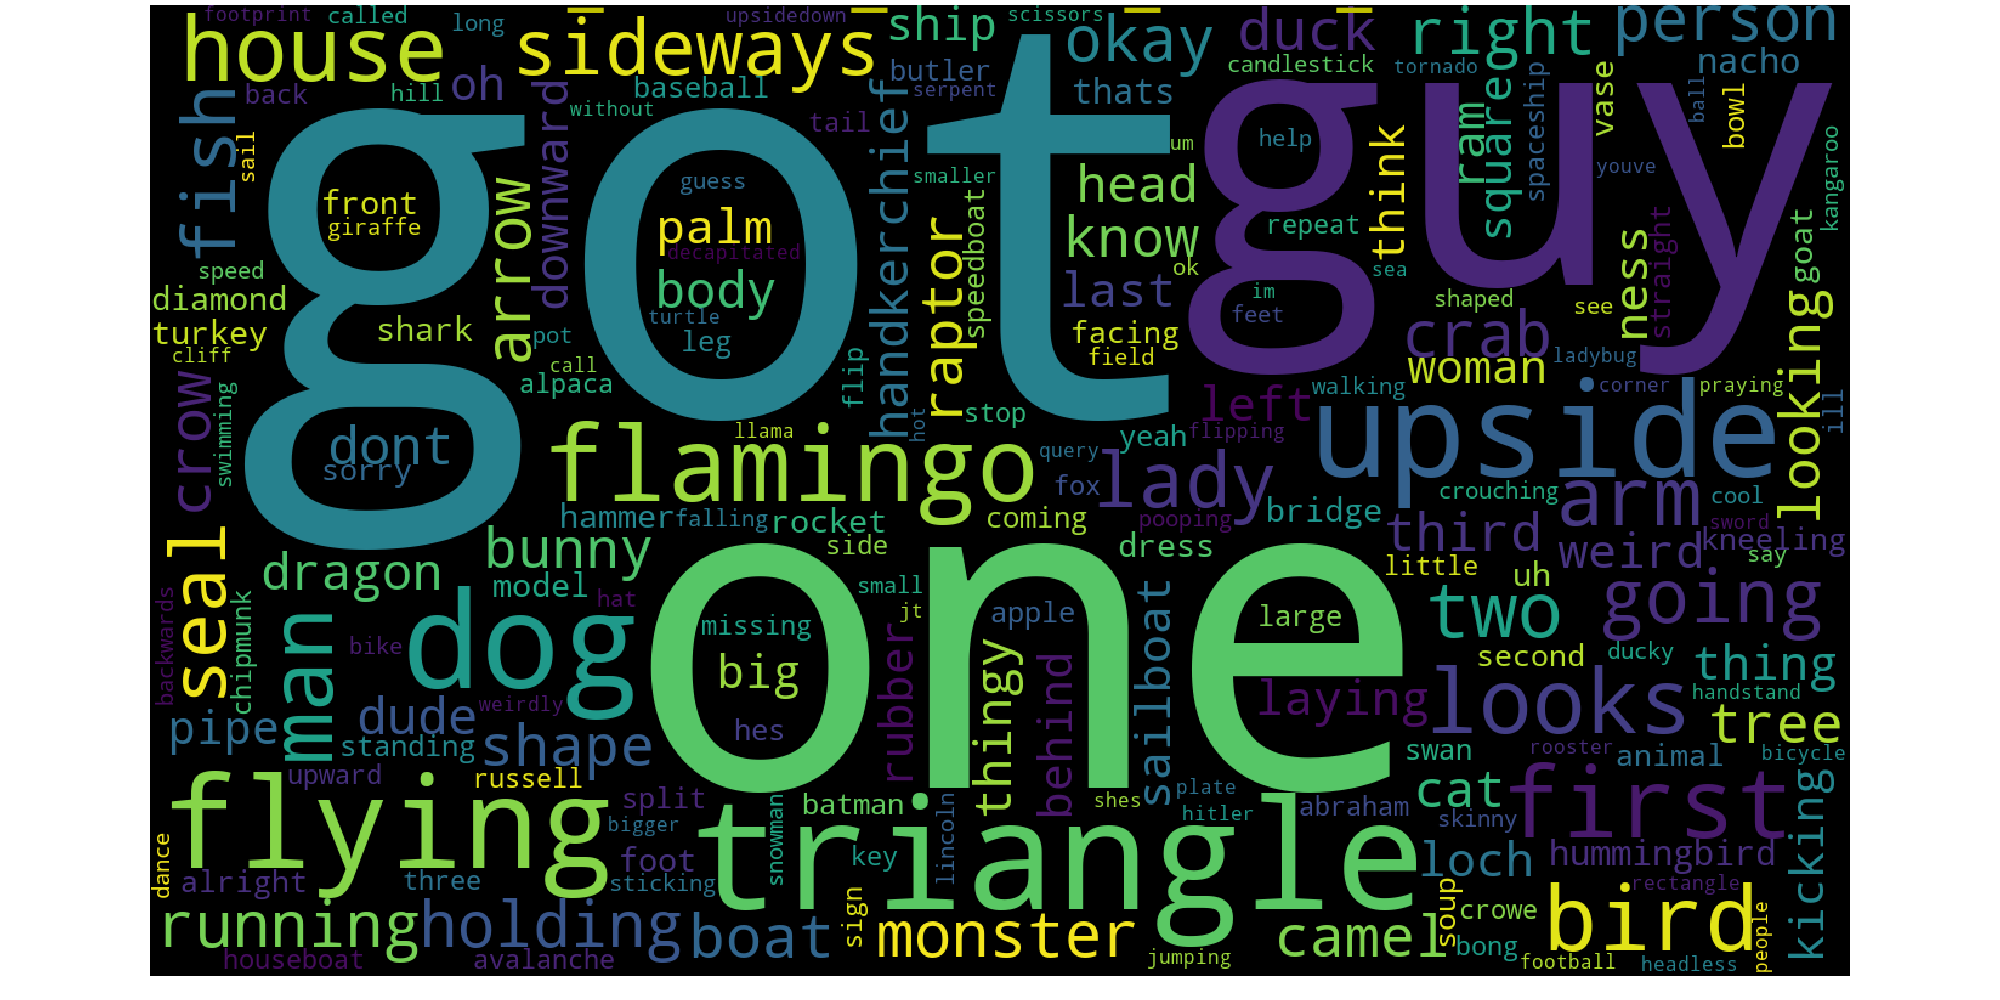 footprint called long upsidedown ship scissors okay duck right person
house sideways oh back hill baseball without butler serpent thats candlestick tornado nacho
fish sail downward tail handkerchief um help think ram square spaceship vase ball bowl youve kangaroo
got guy
front giraffe arrow guess palm decapitated body turtle leg smaller head know repeat
speed diamond turkey cliff shark pot call alpaca flip raptor speedboat last ok im sea feet facing field shaped see crab woman ness straight goat looking ladybug
crow swimming dont sorry flamingo llama hot stop yeah left flipping walking upside corner praying ill
query fox lady crouching arm cool
hammer falling rocket coming pooping bridge third weird sword kneeling
seal dragon bunny side dress little uh say
backwards chipmunk man model hat dog one small jt apple large two going
bike missing big thingy second ducky thing
pipe dude weirdly hes rubber behind sailboat laying looks handstand tree
standing shape swan rooster animal bicycle
upward russell split batman shes plate hitler abraham cat first kicking
flying bigger snowman triangle skinny
dance alright three foot sticking key lincoln loch hummingbird rectangle
running holding boat sign monster camel soup crowe bird people
houseboat avalanche jumping bong football headless